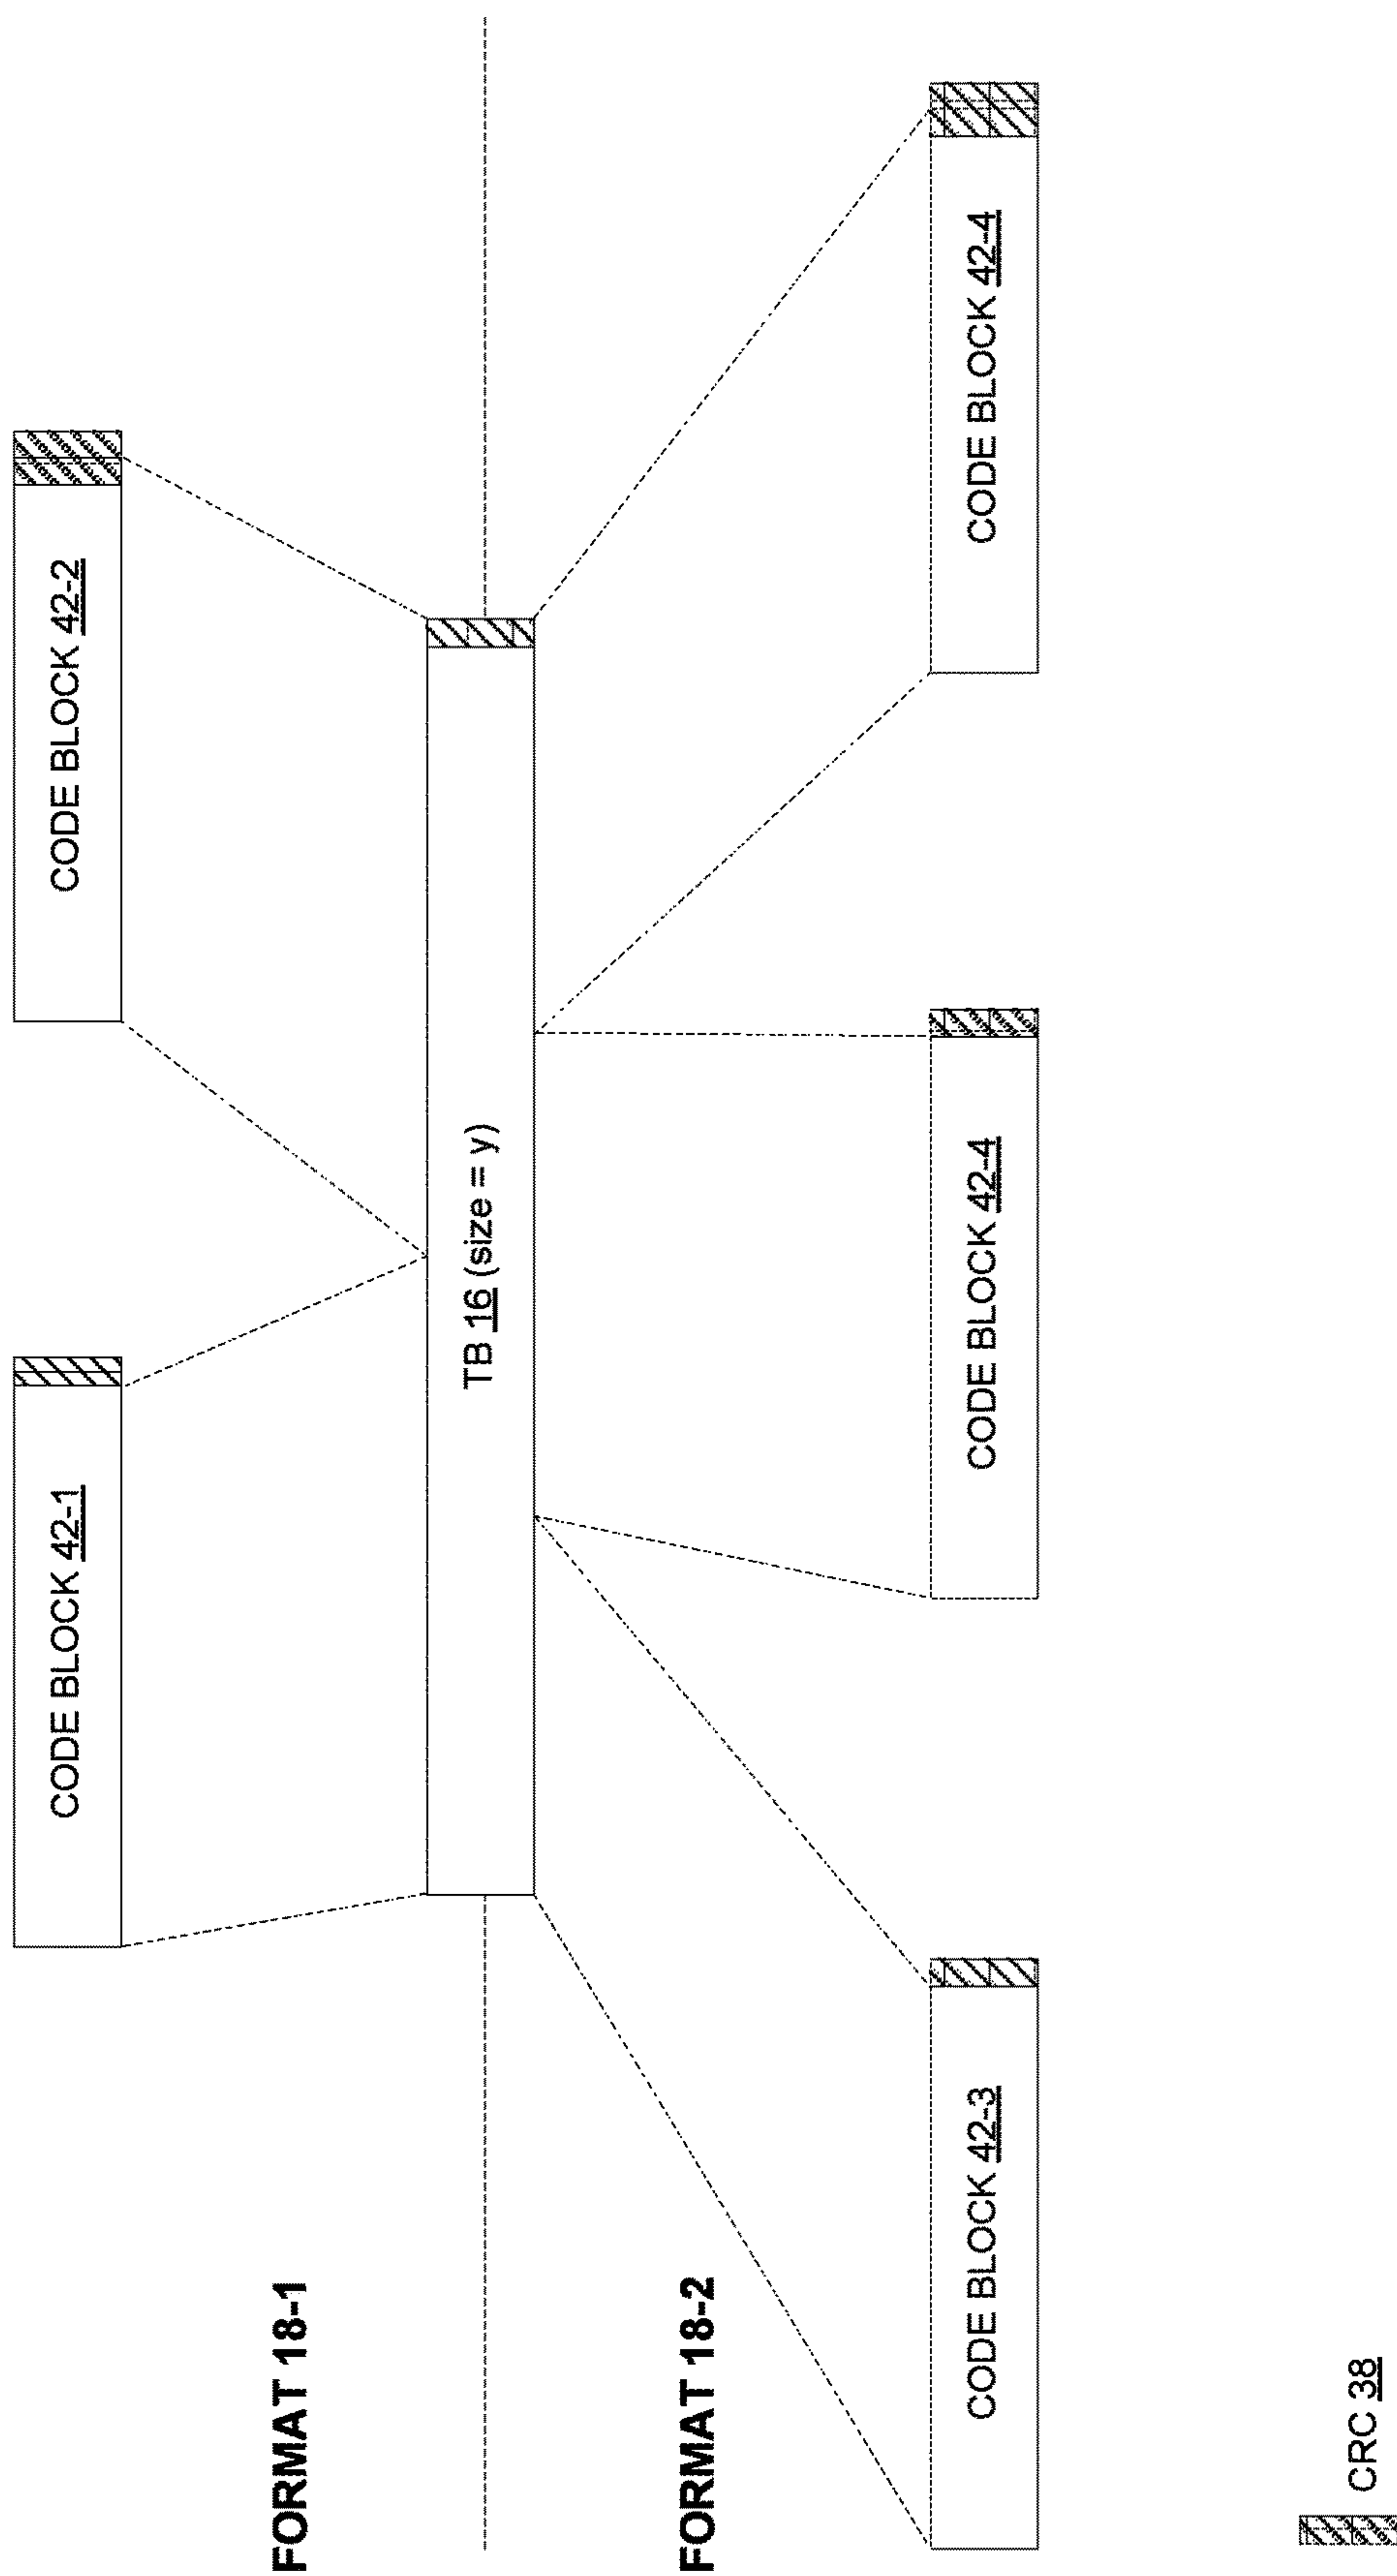 CODE BLOCK 42-1
CODE BLOCK 42-2
FORMAT 18-1
TB 16 (size = y)
FORMAT 18-2
CODE BLOCK 42-3
CODE BLOCK 42-4
CODE BLOCK 42-4
CRC 38